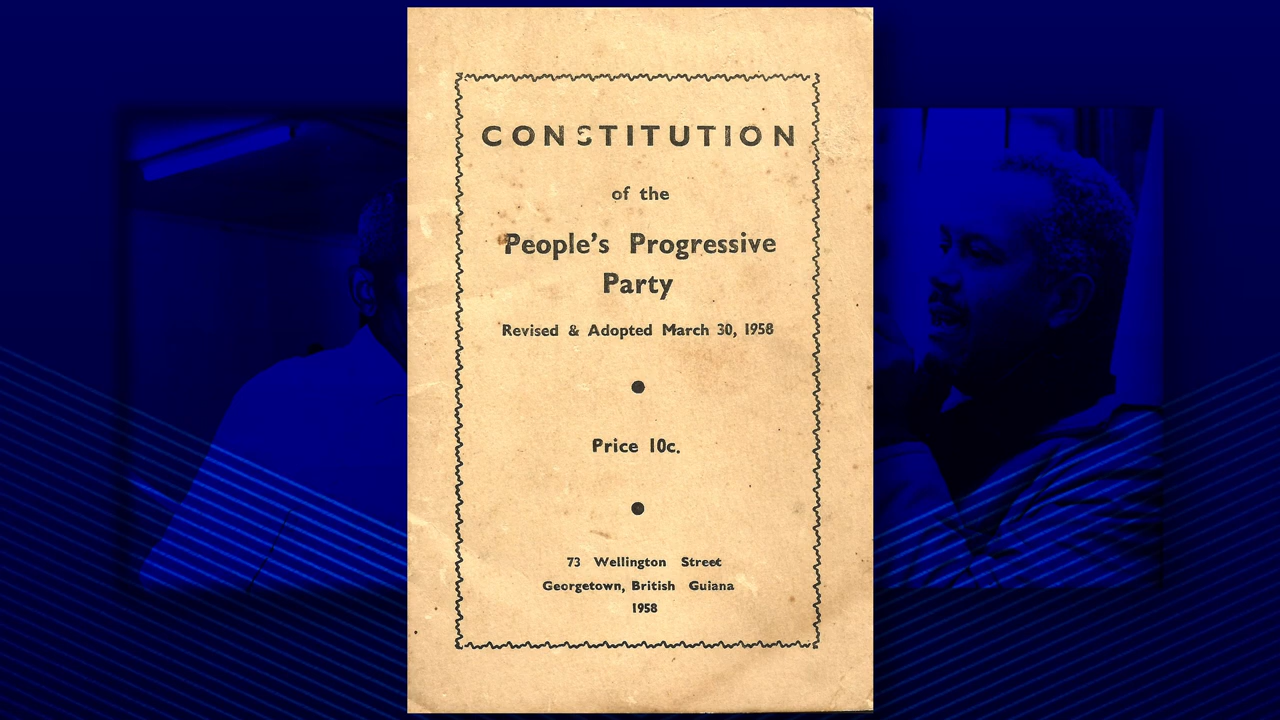 CONSTITUTION
of the
People's Progressive
Party
Revised & Adopted March 30, 1958
Price 10c.
73 Wellington Street
Georgetown, British Guiana
1958